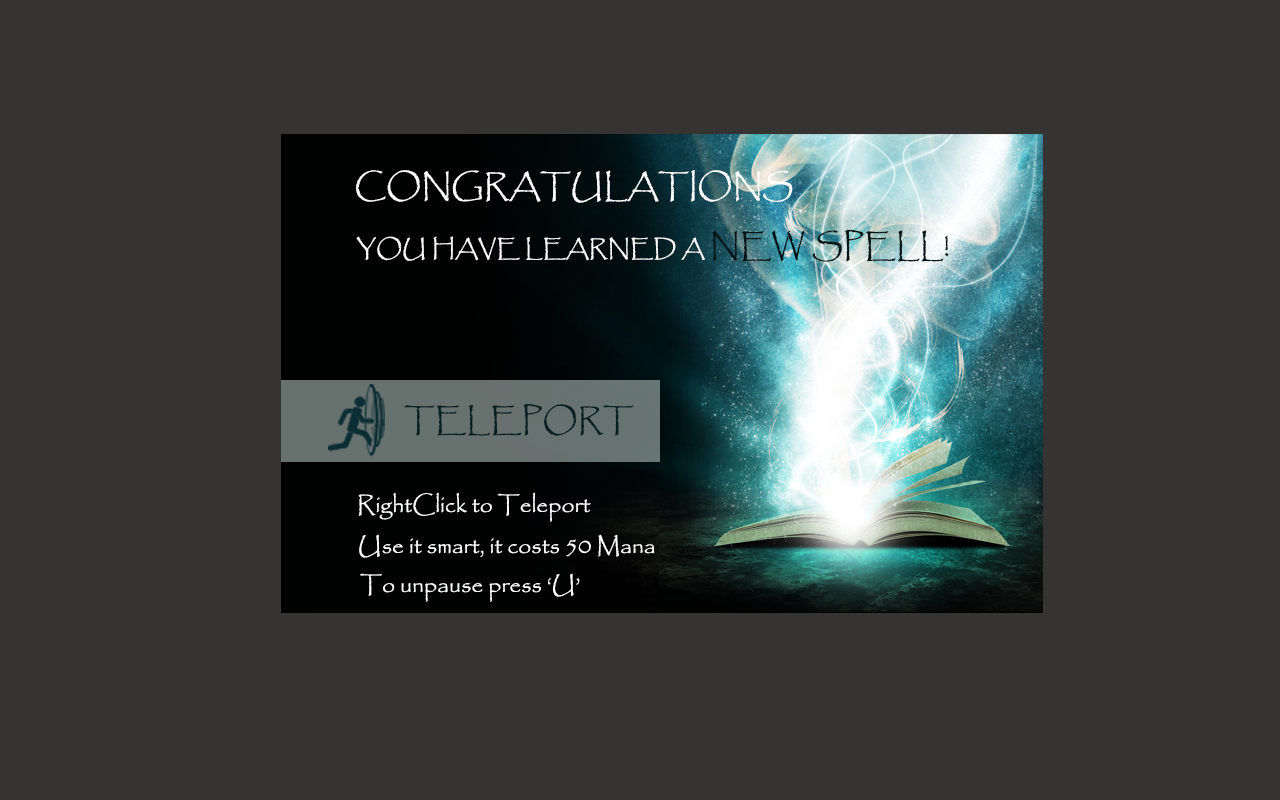 CONGRATULATIONS
YOU HAVE LEARNED A NEW SPELL!
TELEPORT
RightClick to Teleport
Use it smart, it costs 50 Mana
To unpause press ‘U’